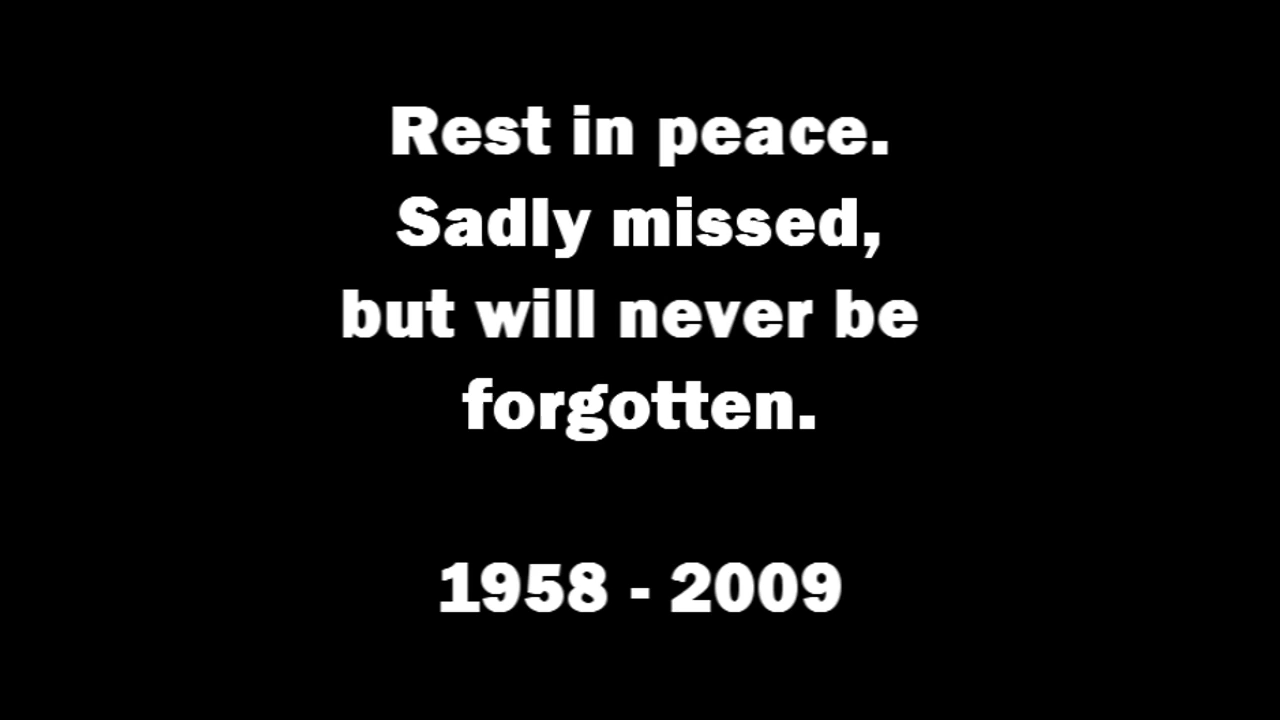 Rest in peace.
Sadly missed,
but will never be
forgotten.
1958 - 2009